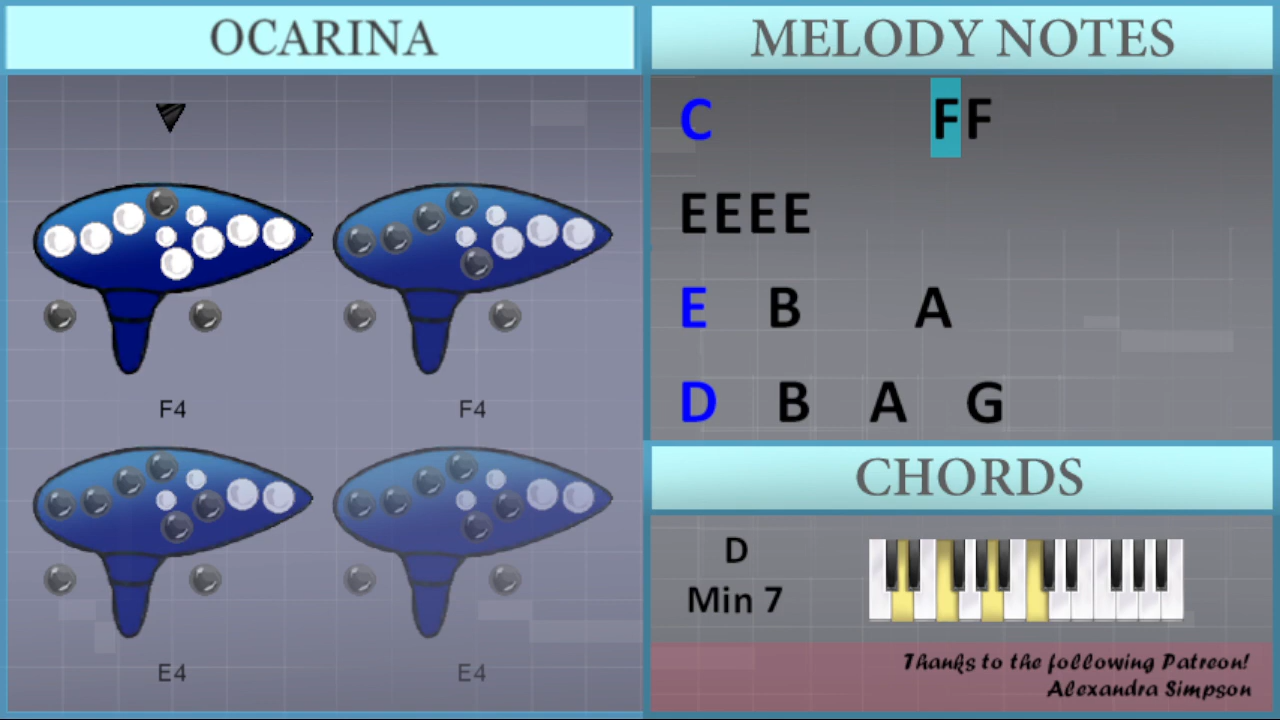 OCARINA
F4 F4
E4 E4
MELODY NOTES
C FF
EEEE
E B A
D B A G
CHORDS
D
Min 7
Thanks to the following Patreon!
Alexandra Simpson